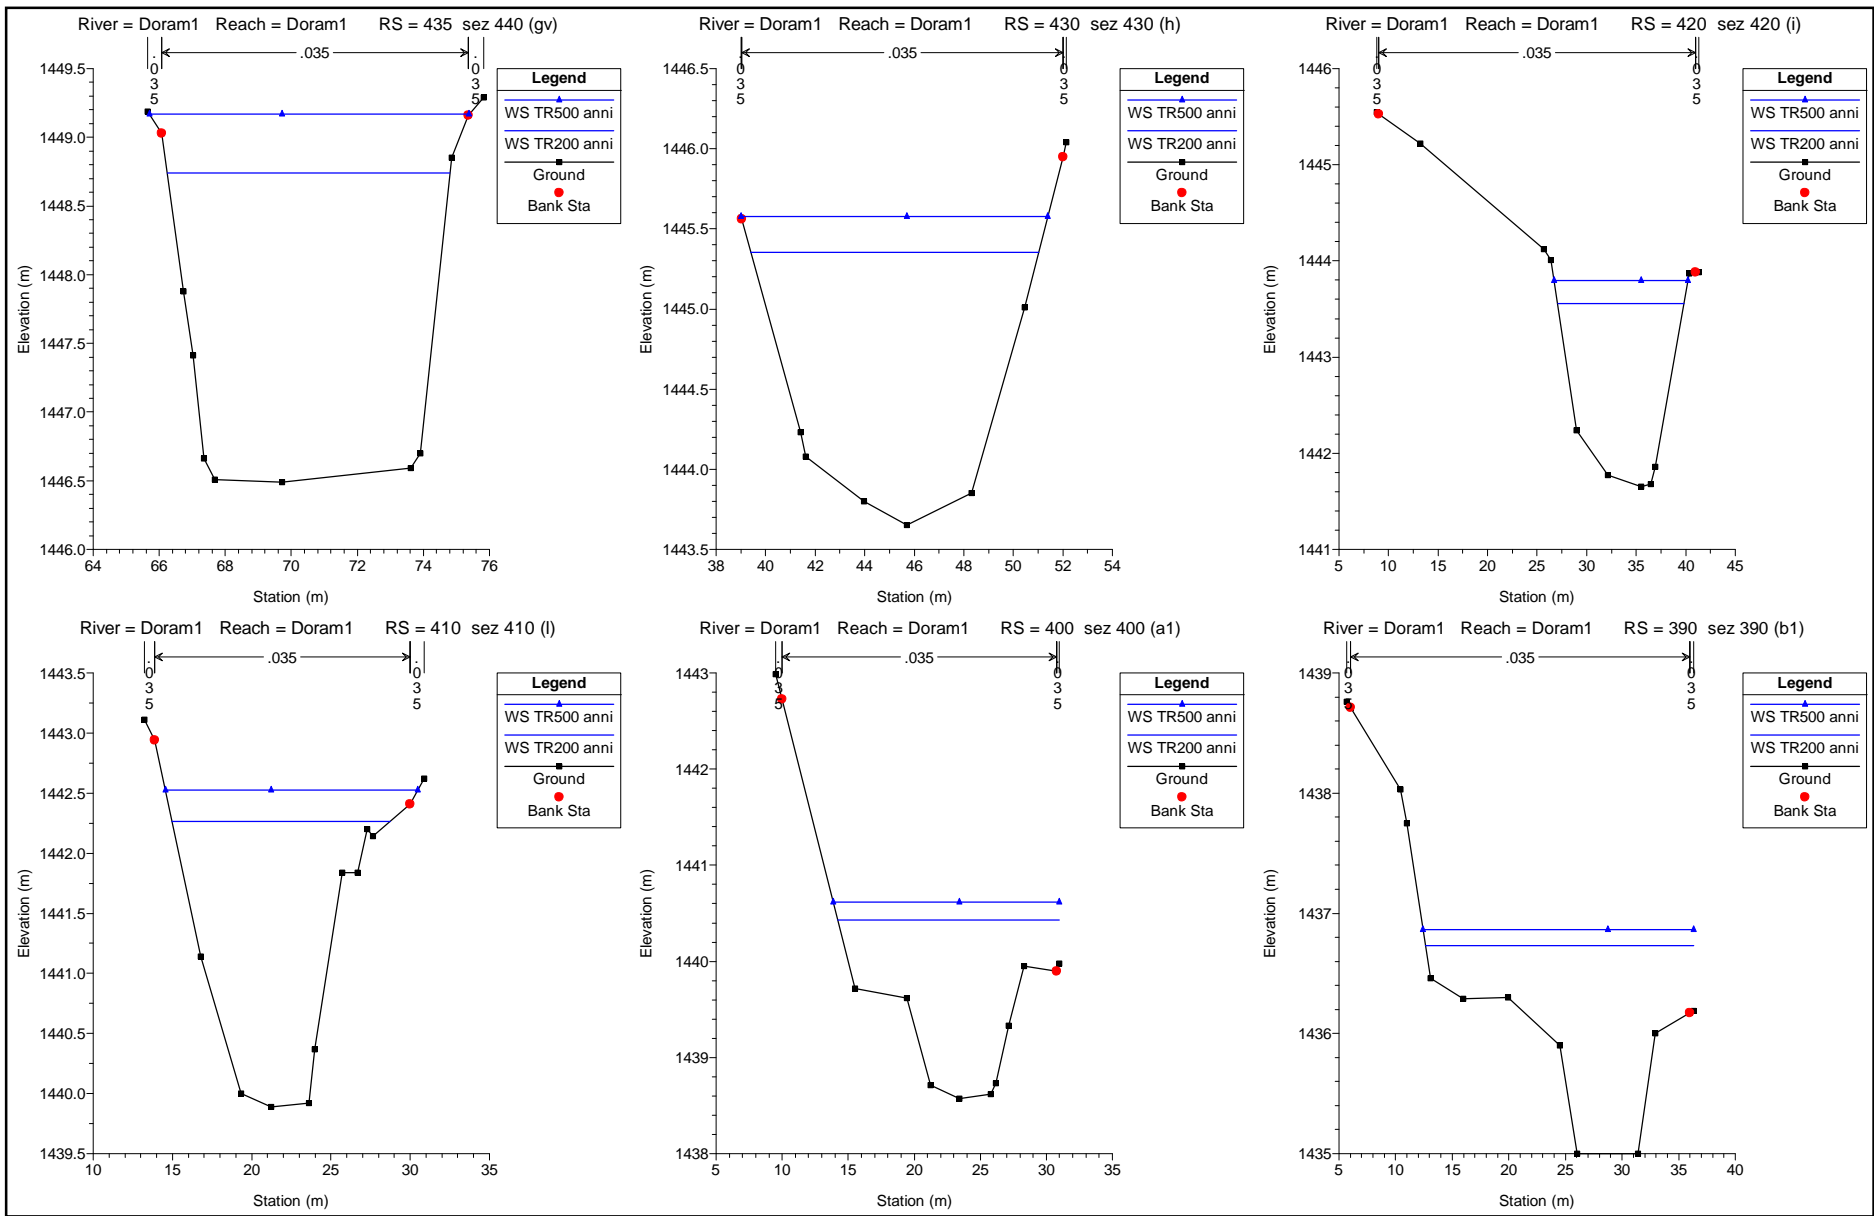 River = Doram1 Reach = Doram1 RS = 435 sez 440 (gv)
.035 .035 .035
Legend
WS TR500 anni
WS TR200 anni
Ground
Bank Sta
Elevation (m)
1449.5
1449.0
1448.5
1448.0
1447.5
1447.0
1446.5
1446.0
64 66 68 70 72 74 76
Station (m)
River = Doram1 Reach = Doram1 RS = 430 sez 430 (h)
.035 .035 .035
Legend
WS TR500 anni
WS TR200 anni
Ground
Bank Sta
Elevation (m)
1446.5
1446.0
1445.5
1445.0
1444.5
1444.0
1443.5
38 40 42 44 46 48 50 52 54
Station (m)
River = Doram1 Reach = Doram1 RS = 420 sez 420 (i)
.035 .035 .035
Legend
WS TR500 anni
WS TR200 anni
Ground
Bank Sta
Elevation (m)
1446
1445
1444
1443
1442
1441
5 10 15 20 25 30 35 40 45
Station (m)
River = Doram1 Reach = Doram1 RS = 410 sez 410 (l)
.035 .035 .035
Legend
WS TR500 anni
WS TR200 anni
Ground
Bank Sta
Elevation (m)
1443.5
1443.0
1442.5
1442.0
1441.5
1441.0
1440.5
1440.0
1439.5
10 15 20 25 30 35
Station (m)
River = Doram1 Reach = Doram1 RS = 400 sez 400 (a1)
.035 .035 .035
Legend
WS TR500 anni
WS TR200 anni
Ground
Bank Sta
Elevation (m)
1443
1442
1441
1440
1439
1438
5 10 15 20 25 30 35
Station (m)
River = Doram1 Reach = Doram1 RS = 390 sez 390 (b1)
.035 .035 .035
Legend
WS TR500 anni
WS TR200 anni
Ground
Bank Sta
Elevation (m)
1439
1438
1437
1436
1435
5 10 15 20 25 30 35 40
Station (m)